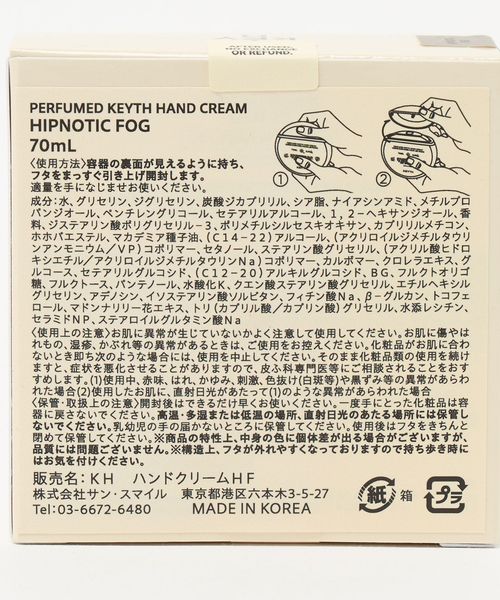 AFTER USED,
NO EXCHANGE
OR REFUND.
PERFUMED KEYTH HAND CREAM
HIPNOTIC FOG
70mL
〈使用方法〉容器の裏面が見えるように持ち、
フタをまっすぐ引き上げ開封します。
適量を手になじませお使いください。
① ②
成分：水、グリセリン、ジグリセリン、炭酸ジカプリリル、シア脂、ナイアシンアミド、メチルプロ
パンジオール、ペンチレングリコール、セテアリルアルコール、1，2－ヘキサンジオール、香
料、ジステアリン酸ポリグリセリル－3、ポリメチルシルセスキオキサン、カプリリルメチコン、
ホホバエステル、マカデミア種子油、（C14－22）アルコール、（アクリロイルジメチルタウリ
ンアンモニウム／VP）コポリマー、セタノール、ステアリン酸グリセリル、（アクリル酸ヒド
ロキシエチル／アクリロイルジメチルタウリンNa）コポリマー、カルボマー、クロレラエキス、グ
ルコース、セテアリルグルコシド、（C12－20）アルキルグルコシド、BG、フルクトオリゴ
糖、フルクトース、パンテノール、水酸化K、クエン酸ステアリン酸グリセリル、エチルヘキシル
グリセリン、アデノシン、イソステアリン酸ソルビタン、フィチン酸Na、β－グルカン、トコフェ
ロール、マドンナリリー花エキス、トリ（カプリル酸／カプリン酸）グリセリル、水添レシチン、
セラミドNP、ステアロイルグルタミン酸Na
〈使用上の注意〉お肌に異常が生じていないかよく注意して使用してください。お肌に傷やは
れもの、湿疹、かぶれ等の異常があるときは、ご使用をお控えください。化粧品がお肌に合わ
ないとき即ち次のような場合には、使用を中止してください。そのまま化粧品類の使用を続け
ますと、症状を悪化させることがありますので、皮ふ科専門医等にご相談されることをおすす
めします。(1)使用中、赤味、はれ、かゆみ、刺激、色抜け(白斑等)や黒ずみ等の異常があらわ
れた場合(2)使用したお肌に、直射日光があたって(1)のような異常があらわれた場合
〈保管・取扱上の注意〉開封後はできるだけ早くお使いください。一度手にとった化粧品は容
器に戻さないでください。高温・多湿または低温の場所、直射日光のあたる場所には保管し
ないでください。乳幼児の手の届かないところに保管してください。使用後はフタをきちんと
閉めて保管してください。※商品の特性上、中身の色に個体差が出る場合がございますが、
品質には問題ございません。※構造上、フタが外れやすくなっておりますので持ち歩き時に
はお気を付けください。
販売名：KH ハンドクリームHF
株式会社サン・スマイル 東京都港区六本木3-5-27
Tel：03-6672-6480 MADE IN KOREA
紙 箱 プラ